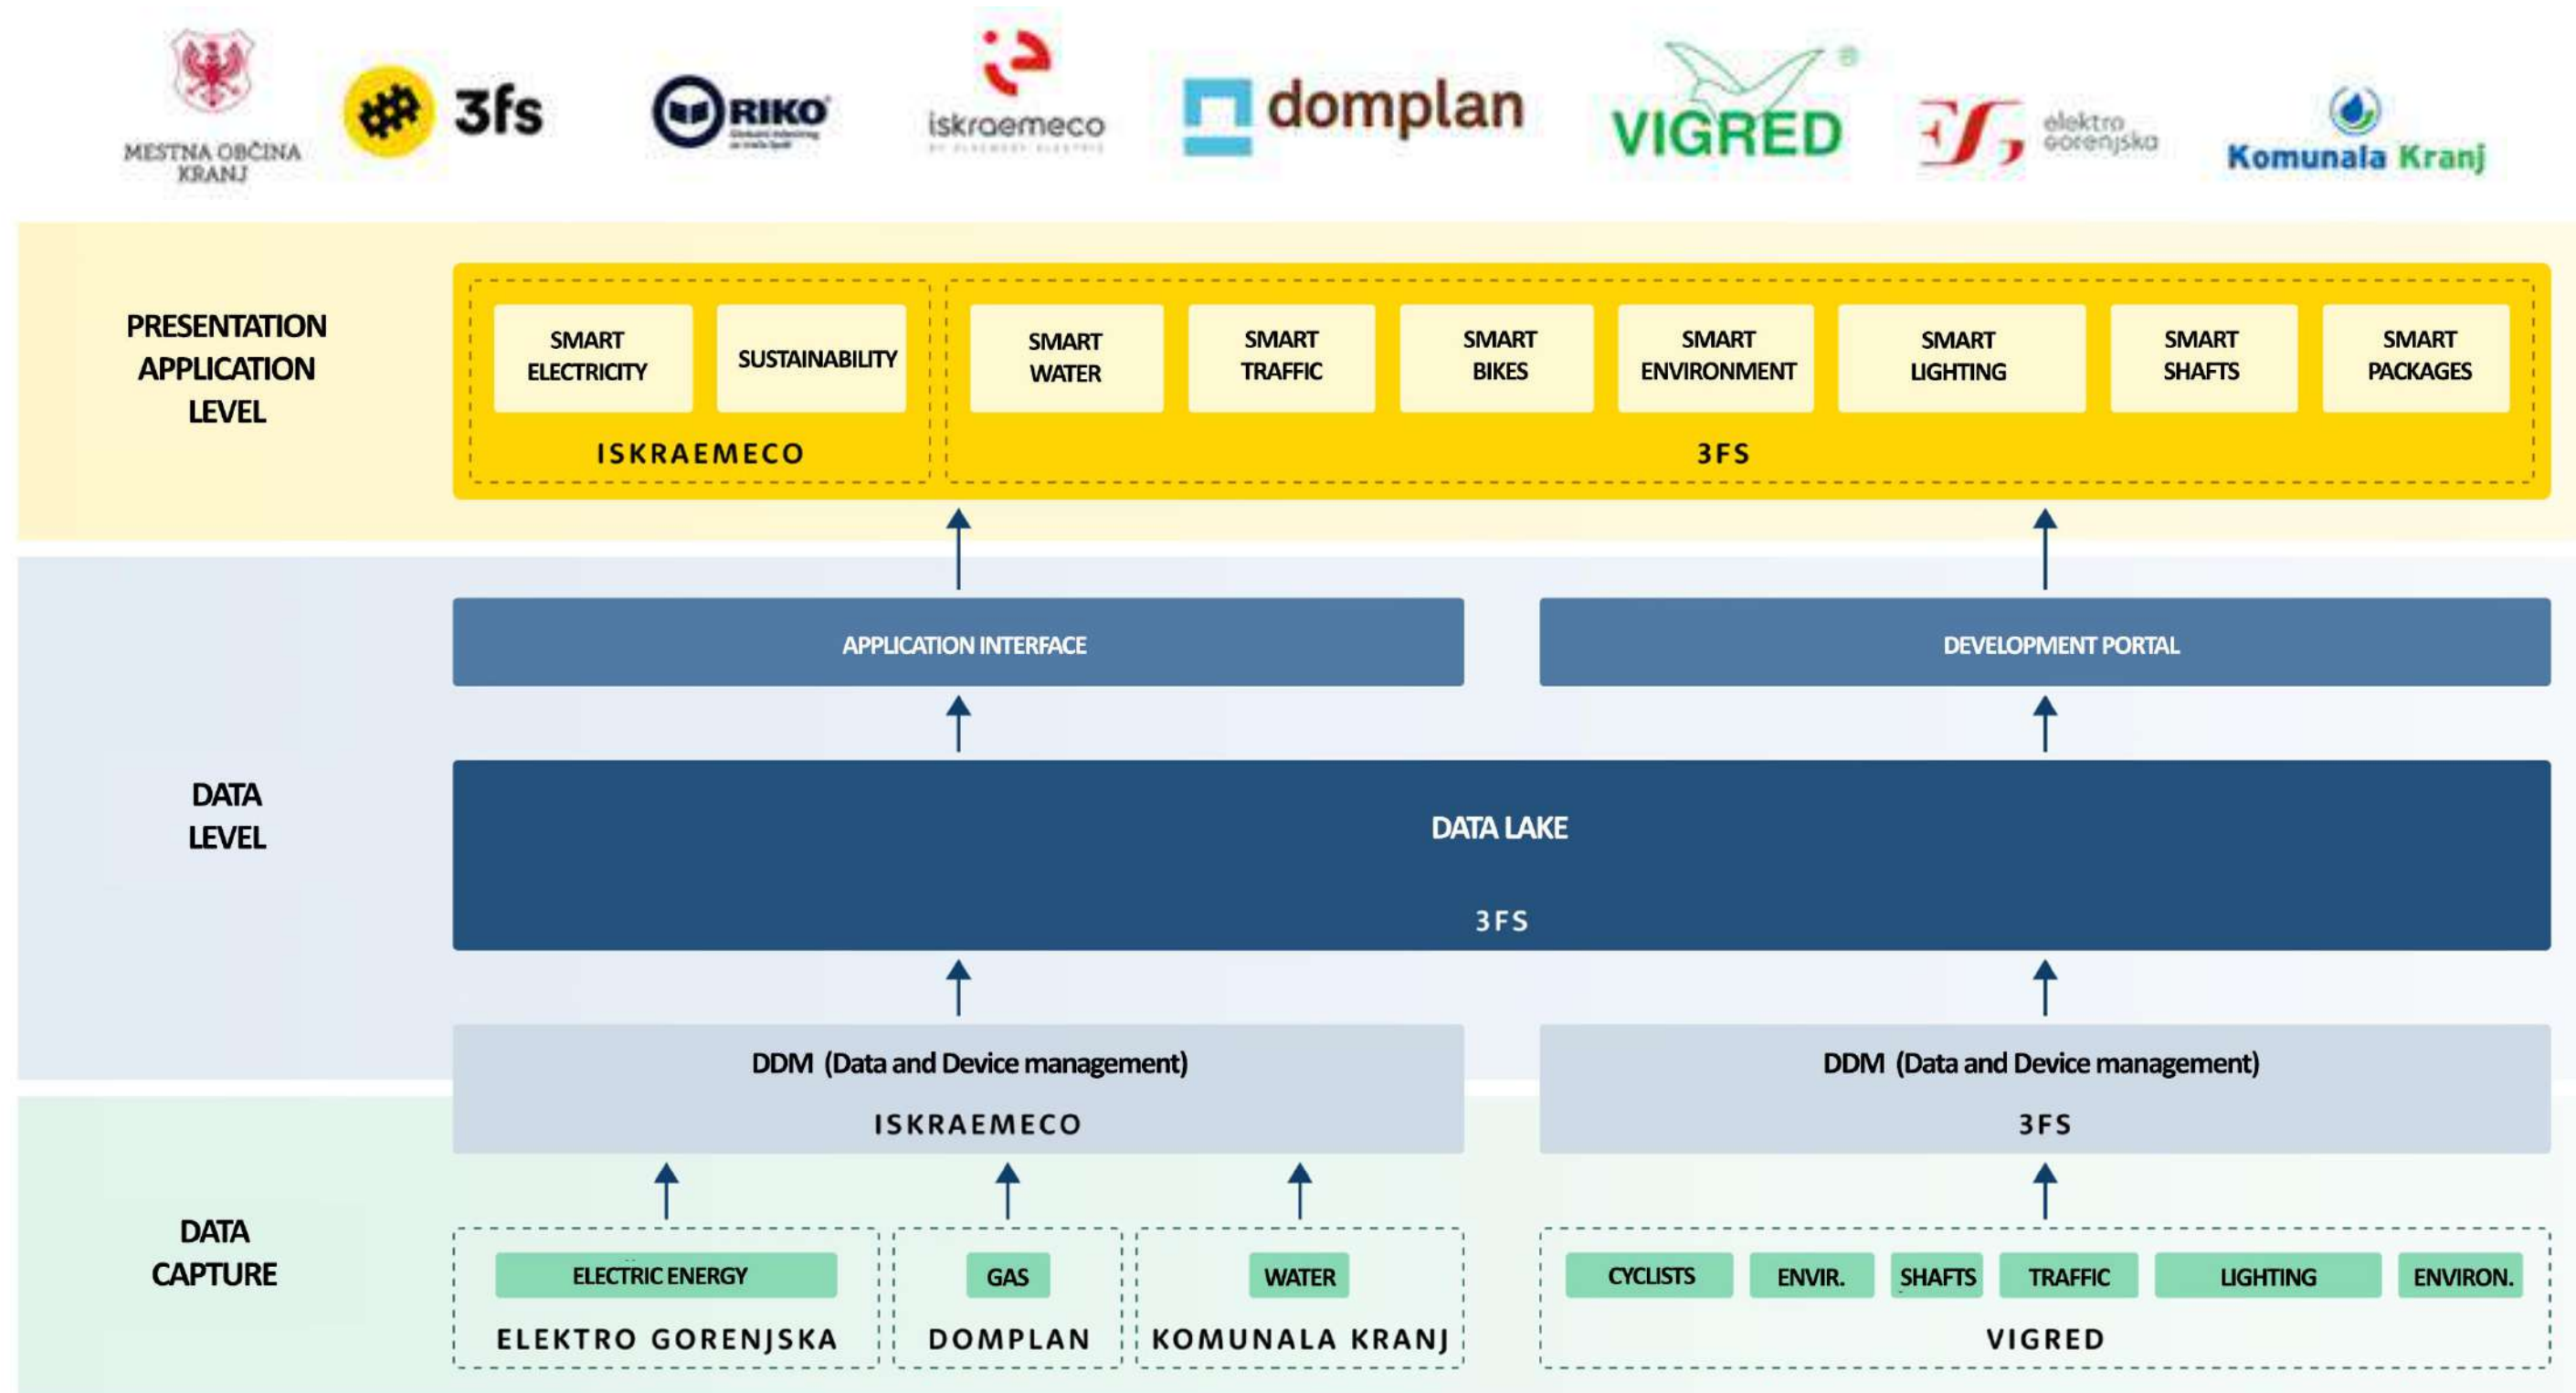 MESTNA OBČINA
KRANJ
3fs
RIKO
iskraemeco
domplan
VIGRED
elektro
gorenjska
Komunala Kranj
PRESENTATION
APPLICATION
LEVEL
SMART
ELECTRICITY
SUSTAINABILITY
SMART
WATER
SMART
TRAFFIC
SMART
BIKES
SMART
ENVIRONMENT
SMART
LIGHTING
SMART
SHAFTS
SMART
PACKAGES
ISKRAEMECO
3FS
APPLICATION INTERFACE
DEVELOPMENT PORTAL
DATA
LEVEL
DATA LAKE
3FS
DDM (Data and Device management)
ISKRAEMECO
DDM (Data and Device management)
3FS
DATA
CAPTURE
ELECTRIC ENERGY
GAS
WATER
CYCLISTS
ENVIR.
SHAFTS
TRAFFIC
LIGHTING
ENVIRON.
ELEKTRO GORENJSKA
DOMPLAN
KOMUNALA KRANJ
VIGRED